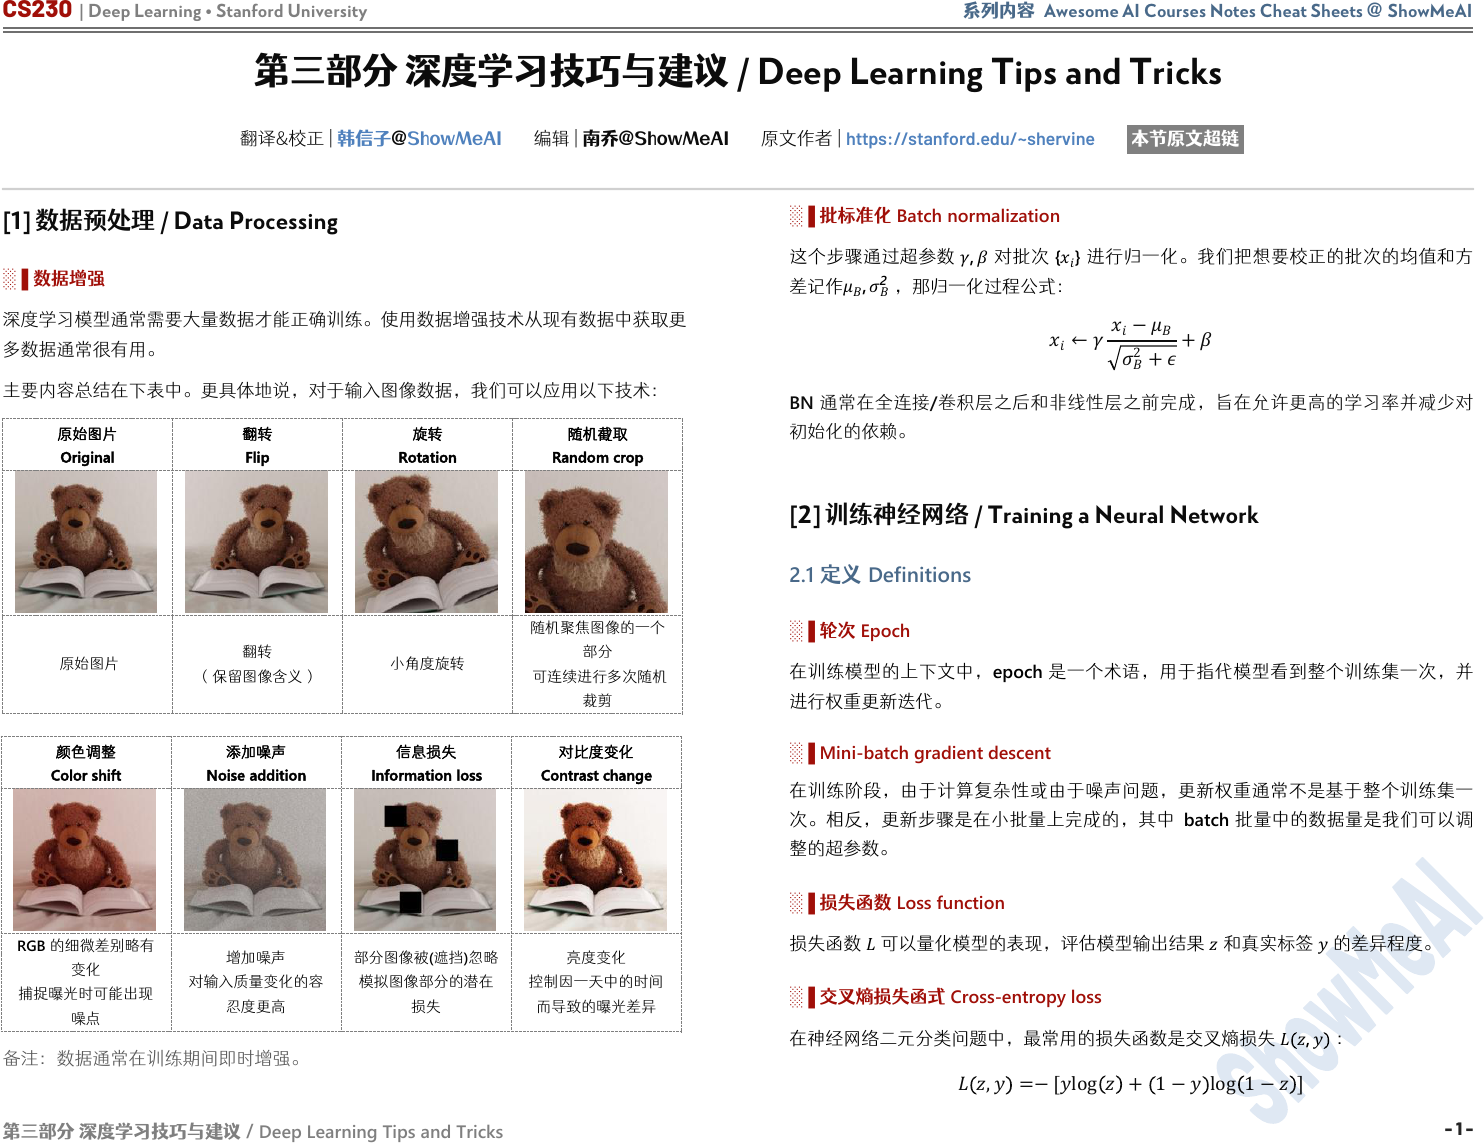 CS230 | Deep Learning • Stanford University
系列内容 Awesome AI Courses Notes Cheat Sheets @ ShowMeAI
第三部分 深度学习技巧与建议 / Deep Learning Tips and Tricks
翻译&校正 | 韩信子@ShowMeAI 编辑 | 南乔@ShowMeAI 原文作者 | https://stanford.edu/~shervine 本节原文超链
[1] 数据预处理 / Data Processing
数据增强
深度学习模型通常需要大量数据才能正确训练。使用数据增强技术从现有数据中获取更
多数据通常很有用。
主要内容总结在下表中。更具体地说，对于输入图像数据，我们可以应用以下技术：
原始图片 翻转 旋转 随机截取
Original Flip Rotation Random crop
原始图片
翻转
（保留图像含义）
小角度旋转
随机聚焦图像的一个
部分
可连续进行多次随机
裁剪
颜色调整 添加噪声 信息损失 对比度变化
Color shift Noise addition Information loss Contrast change
RGB 的细微差别略有
变化
捕捉曝光时可能出现
噪点
增加噪声
对输入质量变化的容
忍度更高
部分图像被(遮挡)忽略
模拟图像部分的潜在
损失
亮度变化
控制因一天中的时间
而导致的曝光差异
备注：数据通常在训练期间即时增强。
批标准化 Batch normalization
这个步骤通过超参数 γ, β 对批次 {xᵢ} 进行归一化。我们把想要校正的批次的均值和方
差记作μ_B, σ_B² ，那归一化过程公式：
xᵢ ← γ (xᵢ − μ_B) / √(σ_B² + ϵ) + β
BN 通常在全连接/卷积层之后和非线性层之前完成，旨在允许更高的学习率并减少对
初始化的依赖。
[2] 训练神经网络 / Training a Neural Network
2.1 定义 Definitions
轮次 Epoch
在训练模型的上下文中，epoch 是一个术语，用于指代模型看到整个训练集一次，并
进行权重更新迭代。
Mini-batch gradient descent
在训练阶段，由于计算复杂性或由于噪声问题，更新权重通常不是基于整个训练集一
次。相反，更新步骤是在小批量上完成的，其中 batch 批量中的数据量是我们可以调
整的超参数。
损失函数 Loss function
损失函数 L 可以量化模型的表现，评估模型输出结果 z 和真实标签 y 的差异程度。
交叉熵损失函式 Cross-entropy loss
在神经网络二元分类问题中，最常用的损失函数是交叉熵损失 L(z, y)：
L(z, y) =− [ylog(z) + (1 − y)log(1 − z)]
ShowMeAI
第三部分 深度学习技巧与建议 / Deep Learning Tips and Tricks
- 1 -